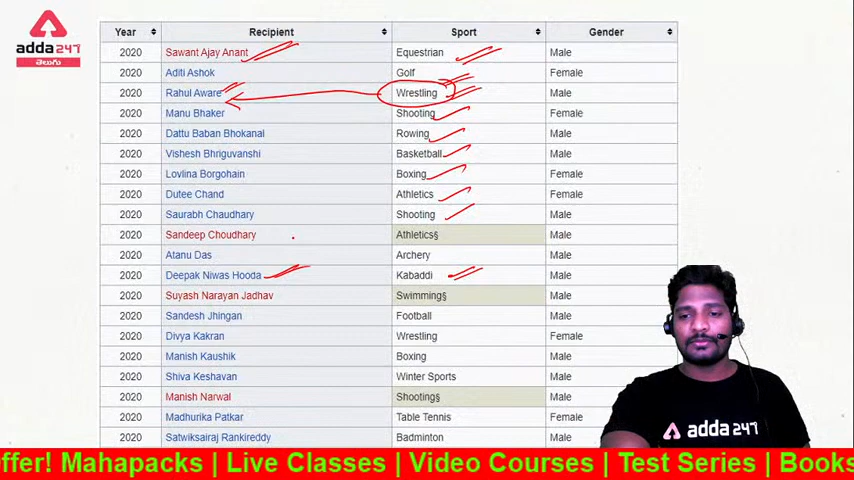 adda247
తెలుగు
Year Recipient Sport Gender
2020 Sawant Ajay Anant Equestrian Male
2020 Aditi Ashok Golf Female
2020 Rahul Aware Wrestling Male
2020 Manu Bhaker Shooting Female
2020 Dattu Baban Bhokanal Rowing Male
2020 Vishesh Bhriguvanshi Basketball Male
2020 Lovlina Borgohain Boxing Female
2020 Dutee Chand Athletics Female
2020 Saurabh Chaudhary Shooting Male
2020 Sandeep Choudhary Athletics§ Male
2020 Atanu Das Archery Male
2020 Deepak Niwas Hooda Kabaddi Male
2020 Suyash Narayan Jadhav Swimming§ Male
2020 Sandesh Jhingan Football Male
2020 Divya Kakran Wrestling Female
2020 Manish Kaushik Boxing Male
2020 Shiva Keshavan Winter Sports Male
2020 Manish Narwal Shooting§ Male
2020 Madhurika Patkar Table Tennis Female
2020 Satwiksairaj Rankireddy Badminton Male
adda247
ffer! Mahapacks | Live Classes | Video Courses | Test Series | Books